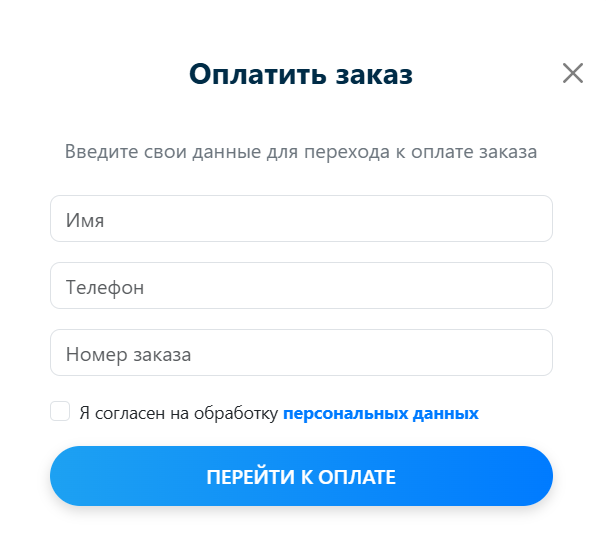 Оплатить заказ
Введите свои данные для перехода к оплате заказа
Имя
Телефон
Номер заказа
Я согласен на обработку персональных данных
ПЕРЕЙТИ К ОПЛАТЕ